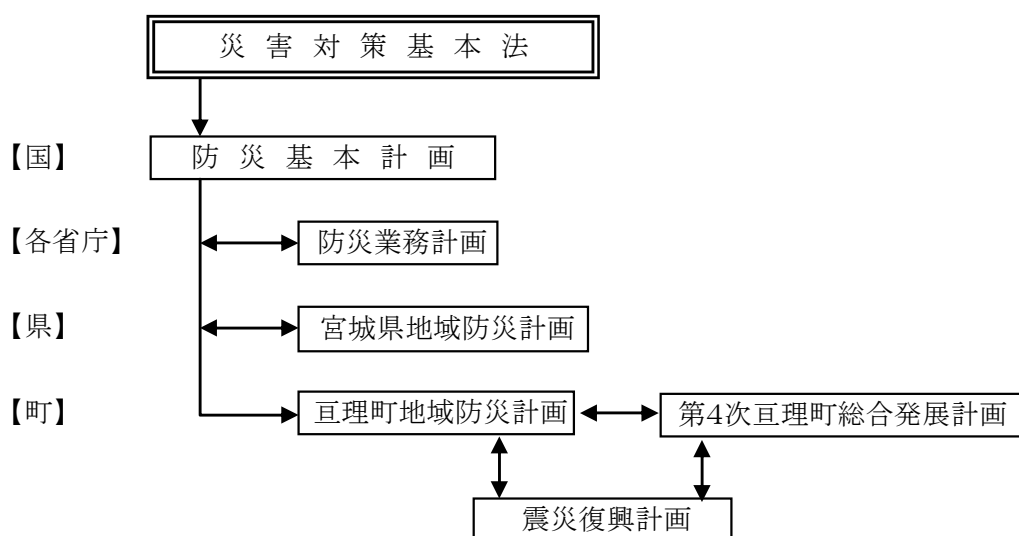 災害対策基本法
【国】 防災基本計画
【各省庁】 防災業務計画
【県】 宮城県地域防災計画
【町】 亘理町地域防災計画 第4次亘理町総合発展計画
震災復興計画